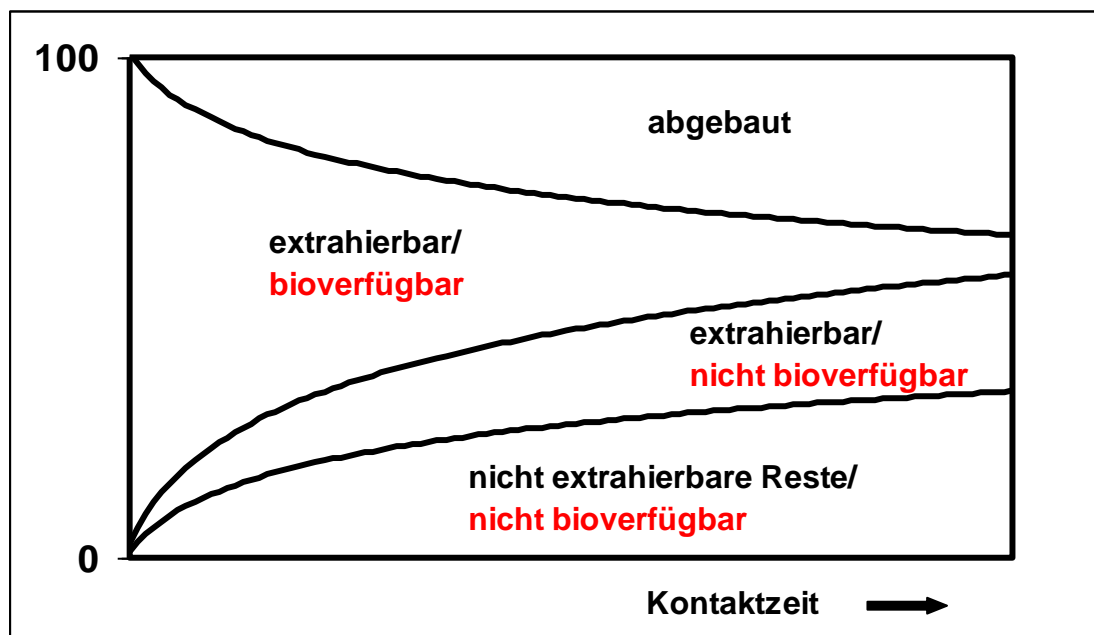 100
abgebaut
extrahierbar/
bioverfügbar
extrahierbar/
nicht bioverfügbar
nicht extrahierbare Reste/
nicht bioverfügbar
0
Kontaktzeit